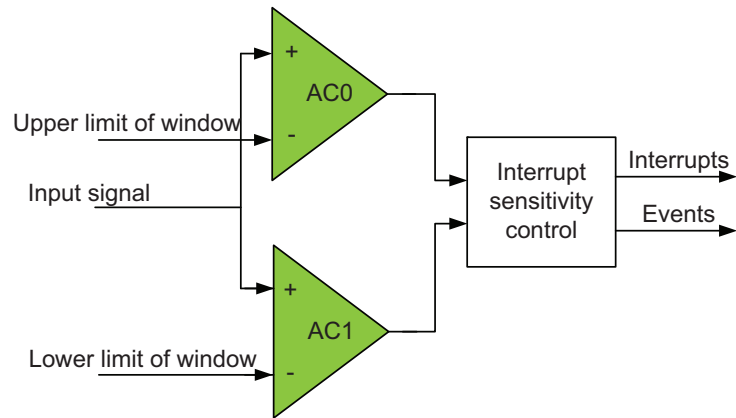 +
AC0
Upper limit of window
-
Interrupt
sensitivity
control
Interrupts
Input signal
Events
+
AC1
Lower limit of window
-